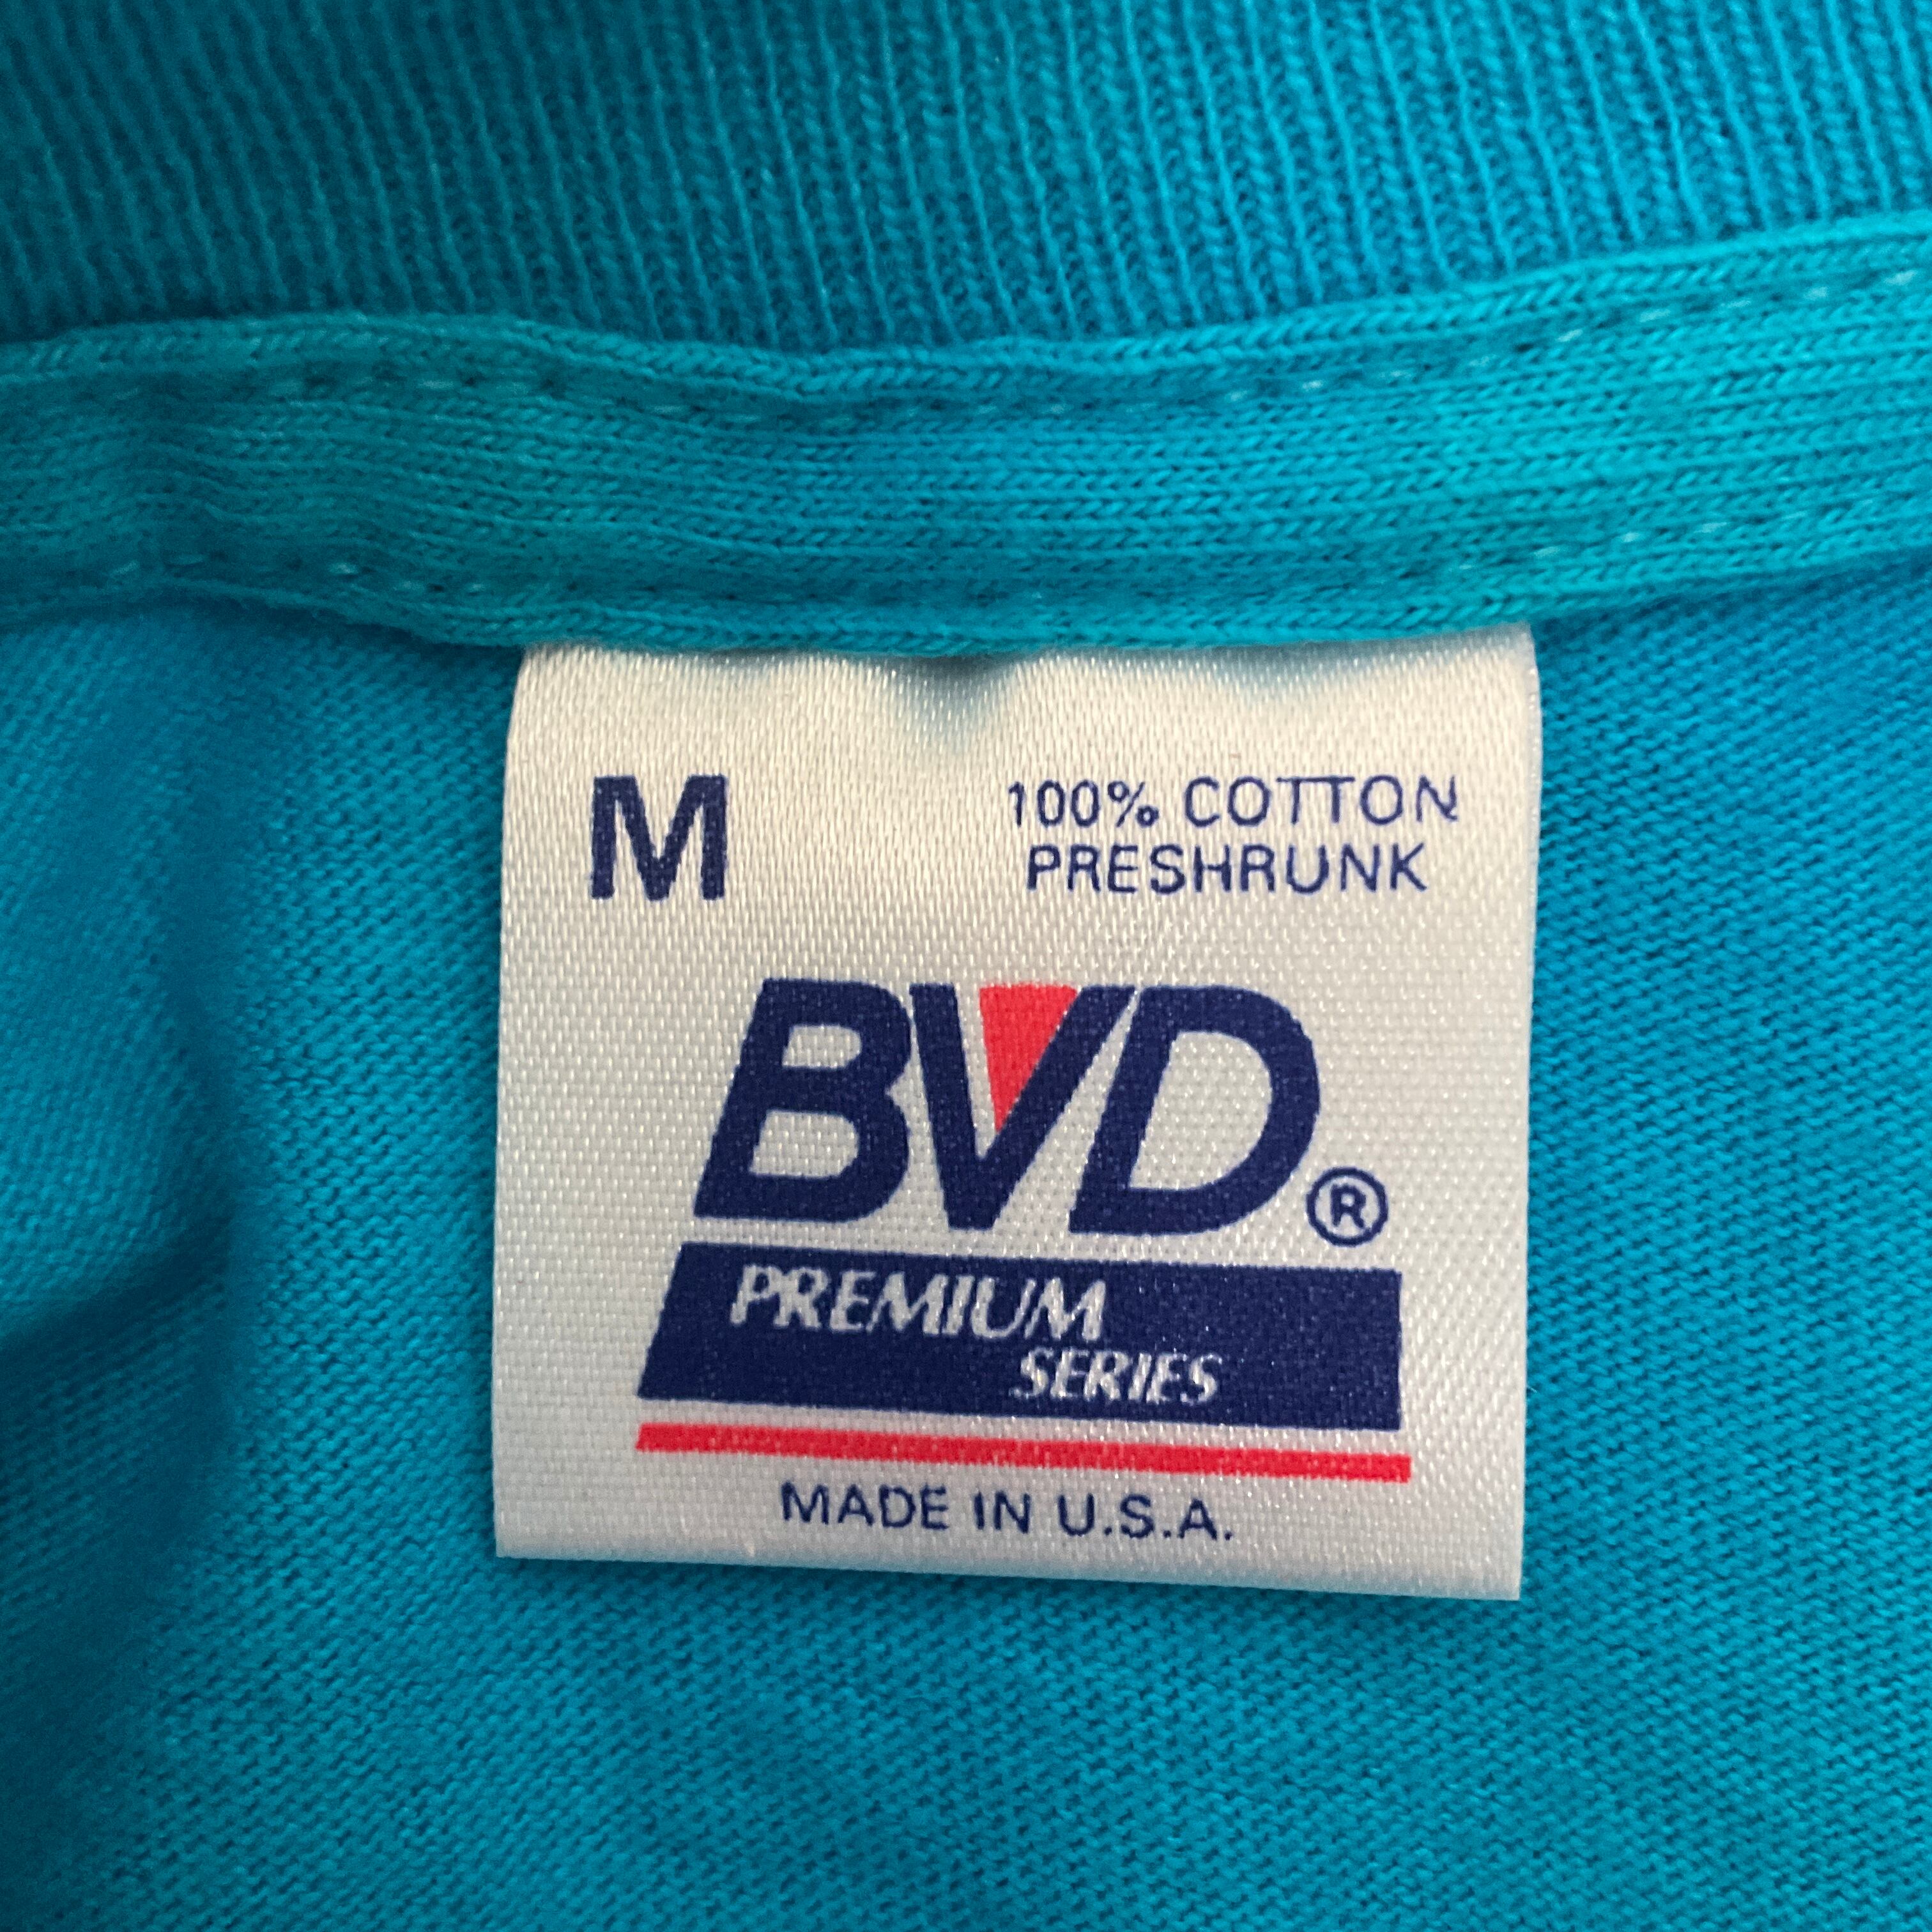 M
100% COTTON
PRESHRUNK
BVD®
PREMIUM
SERIES
MADE IN U.S.A.